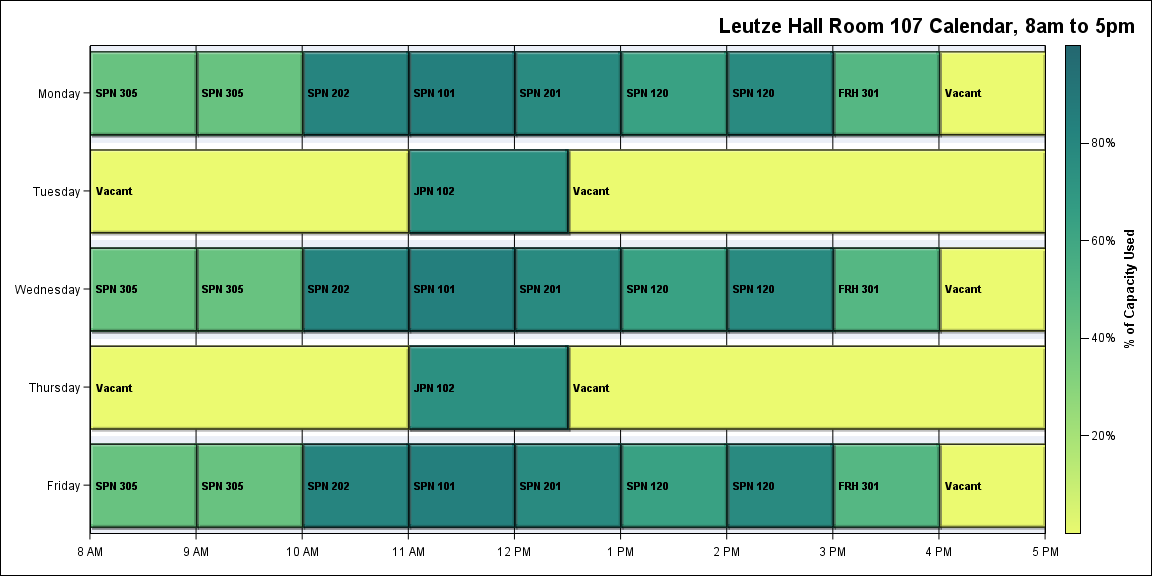 Leutze Hall Room 107 Calendar, 8am to 5pm
Monday
SPN 305
SPN 305
SPN 202
SPN 101
SPN 201
SPN 120
SPN 120
FRH 301
Vacant
Tuesday
Vacant
JPN 102
Vacant
Wednesday
SPN 305
SPN 305
SPN 202
SPN 101
SPN 201
SPN 120
SPN 120
FRH 301
Vacant
Thursday
Vacant
JPN 102
Vacant
Friday
SPN 305
SPN 305
SPN 202
SPN 101
SPN 201
SPN 120
SPN 120
FRH 301
Vacant
8 AM
9 AM
10 AM
11 AM
12 PM
1 PM
2 PM
3 PM
4 PM
5 PM
80%
60%
40%
20%
% of Capacity Used